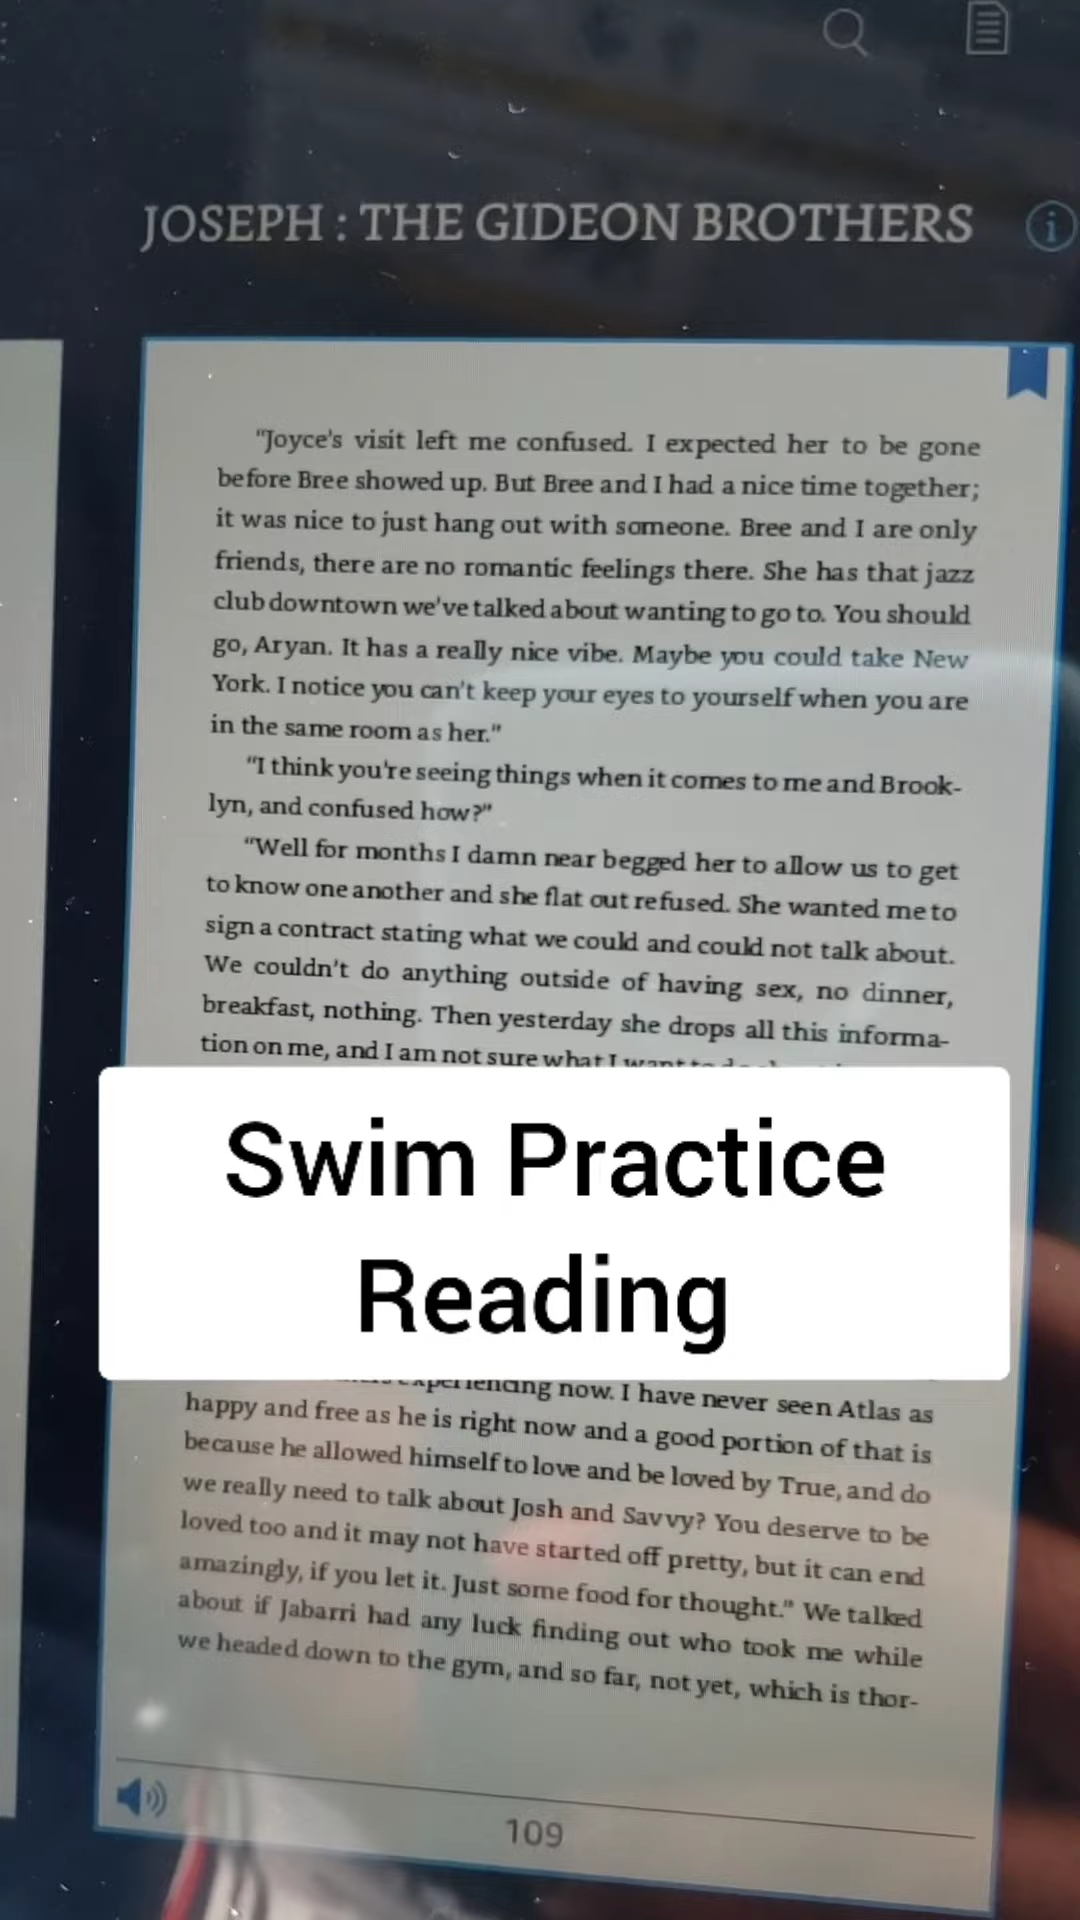 JOSEPH : THE GIDEON BROTHERS
"Joyce's visit left me confused. I expected her to be gone
before Bree showed up. But Bree and I had a nice time together;
it was nice to just hang out with someone. Bree and I are only
friends, there are no romantic feelings there. She has that jazz
club downtown we've talked about wanting to go to. You should
go, Aryan. It has a really nice vibe. Maybe you could take New
York. I notice you can't keep your eyes to yourself when you are
in the same room as her."
"I think you're seeing things when it comes to me and Brook-
lyn, and confused how?"
"Well for months I damn near begged her to allow us to get
to know one another and she flat out refused. She wanted me to
sign a contract stating what we could and could not talk about.
We couldn't do anything outside of having sex, no dinner,
breakfast, nothing. Then yesterday she drops all this informa-
tion on me, and I am not sure what I want to
Swim Practice
Reading
experiencing now. I have never seen Atlas as
happy and free as he is right now and a good portion of that is
because he allowed himself to love and be loved by True, and do
we really need to talk about Josh and Savvy? You deserve to be
loved too and it may not have started off pretty, but it can end
amazingly, if you let it. Just some food for thought." We talked
about if Jabarri had any luck finding out who took me while
we headed down to the gym, and so far, not yet, which is thor-
109